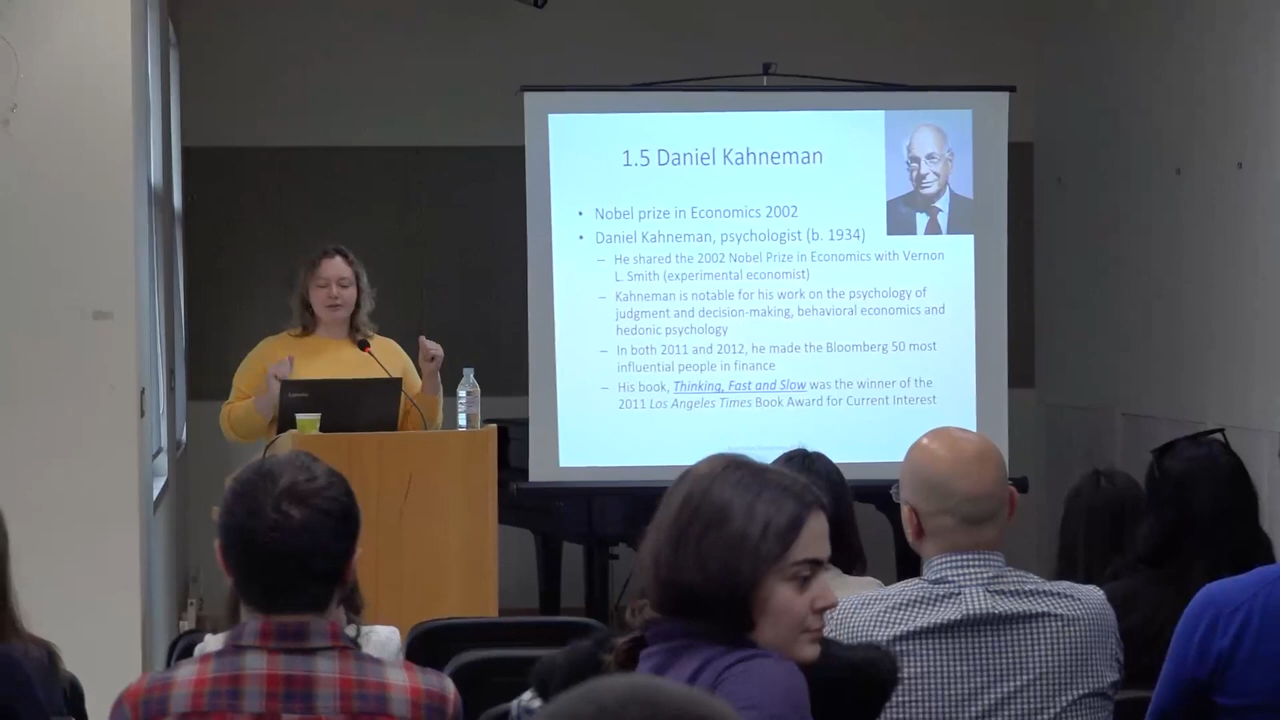 1.5 Daniel Kahneman
• Nobel prize in Economics 2002
• Daniel Kahneman, psychologist (b. 1934)
– He shared the 2002 Nobel Prize in Economics with Vernon
L. Smith (experimental economist)
– Kahneman is notable for his work on the psychology of
judgment and decision-making, behavioral economics and
hedonic psychology
– In both 2011 and 2012, he made the Bloomberg 50 most
influential people in finance
– His book, Thinking, Fast and Slow was the winner of the
2011 Los Angeles Times Book Award for Current Interest